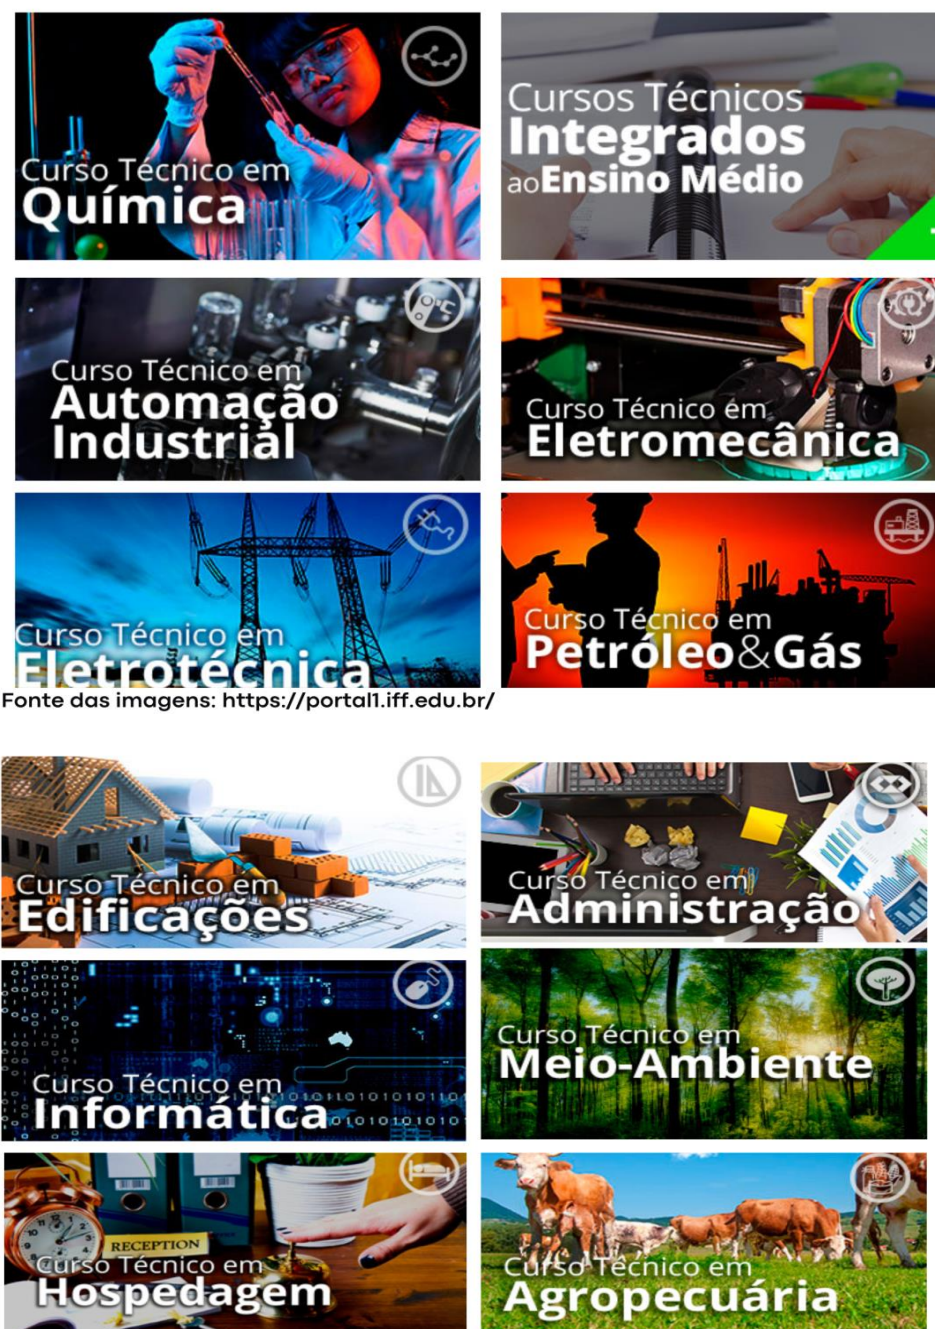 Curso Técnico em
Química
Cursos Técnicos
Integrados
ao Ensino Médio
Curso Técnico em
Automação
Industrial
Curso Técnico em
Eletromecânica
Curso Técnico em
Eletrotécnica
Curso Técnico em
Petróleo&Gás
Fonte das imagens: https://portal1.iff.edu.br/
Curso Técnico em
Edificações
Curso Técnico em
Administração
Curso Técnico em
Informática
Curso Técnico em
Meio-Ambiente
RECEPTION
Curso Técnico em
Hospedagem
Curso Técnico em
Agropecuária